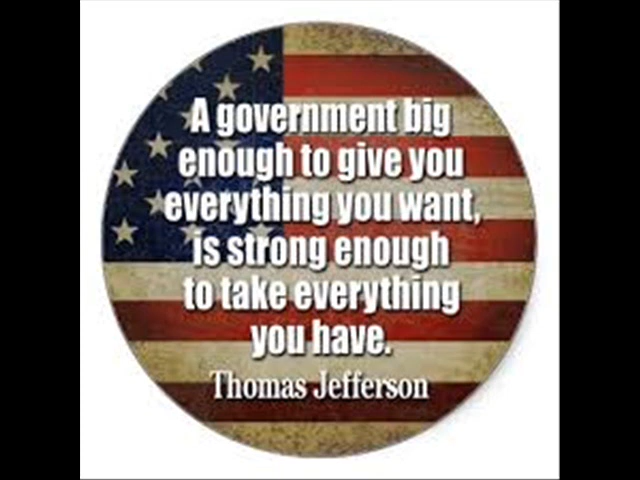 A government big
enough to give you
everything you want,
is strong enough
to take everything
you have.
Thomas Jefferson